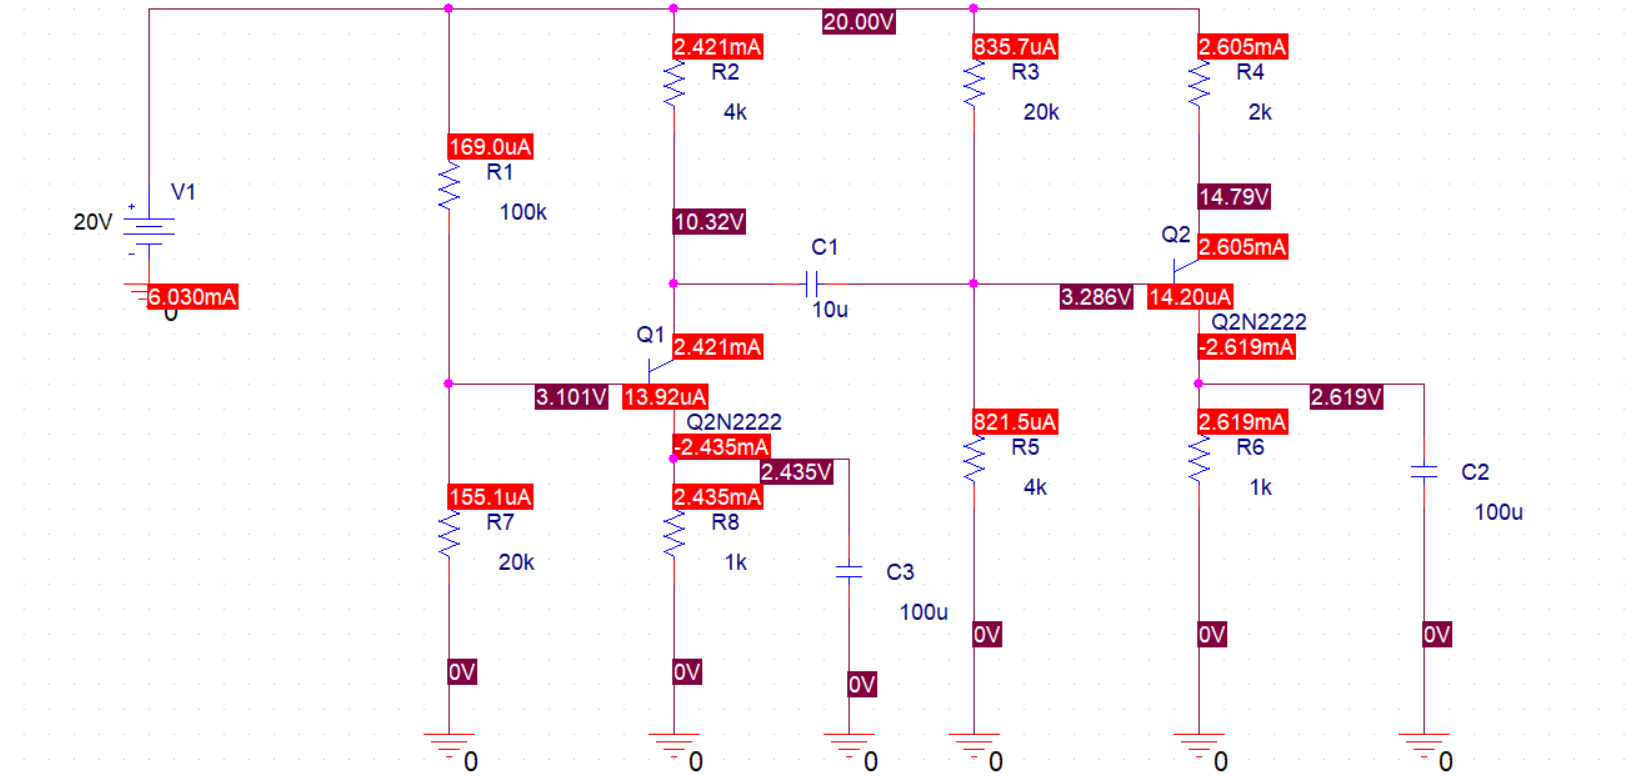 20.00V
2.421mA
R2
4k
835.7uA
R3
20k
2.605mA
R4
2k
169.0uA
R1
100k
V1
+
20V
-
6.030mA
0
10.32V
C1
10u
14.79V
Q2
2.605mA
3.286V
14.20uA
Q2N2222
-2.619mA
Q1
2.421mA
3.101V
13.92uA
Q2N2222
-2.435mA
2.435V
2.619V
821.5uA
R5
4k
2.619mA
R6
1k
C2
100u
155.1uA
R7
20k
2.435mA
R8
1k
C3
100u
0V
0V
0V
0V
0V
0V
0
0
0
0
0
0